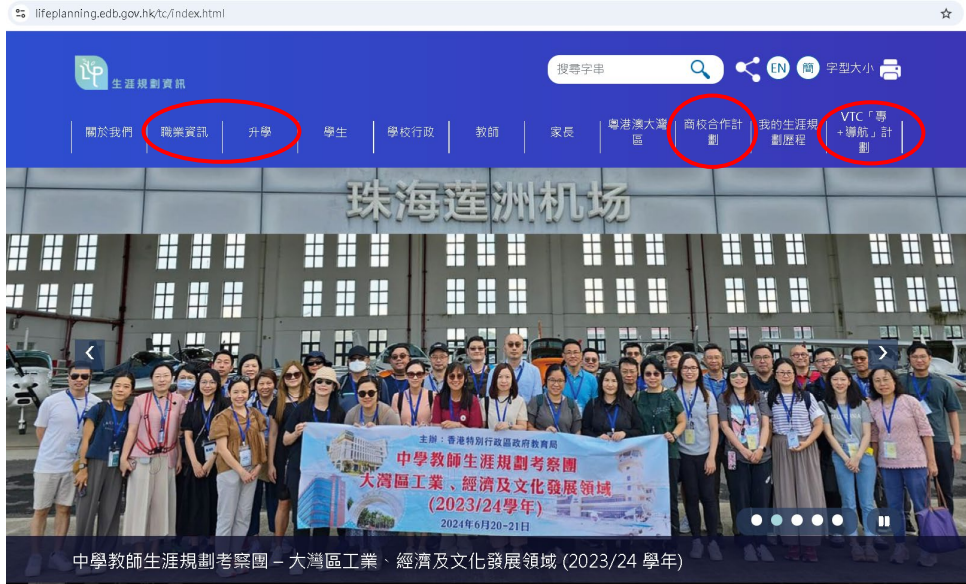 lifeplanning.edb.gov.hk/tc/index.html
生涯規劃資訊
搜尋字串
EN
簡
字型大小
關於我們
職業資訊
升學
學生
學校行政
教師
家長
粵港澳大灣
區
商校合作計
劃
我的生涯規
劃歷程
VTC「專
+導航」計
劃
珠海莲洲机场
主辦：香港特別行政區政府教育局
中學教師生涯規劃考察團
大灣區工業、經濟及文化發展領域
(2023/24學年)
2024年6月20-21日
中學教師生涯規劃考察團 – 大灣區工業、經濟及文化發展領域 (2023/24 學年)